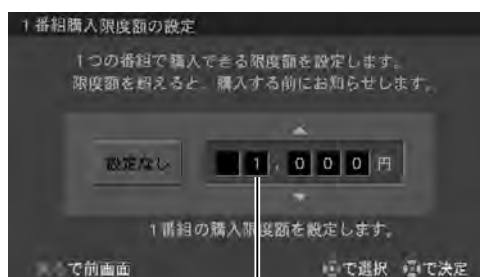 1番組購入限度額の設定
1つの番組で購入できる限度額を設定します。
限度額を超えると、購入する前にお知らせします。
設定なし 1,000円
1番組の購入限度額を設定します。
で前画面 で選択 で決定